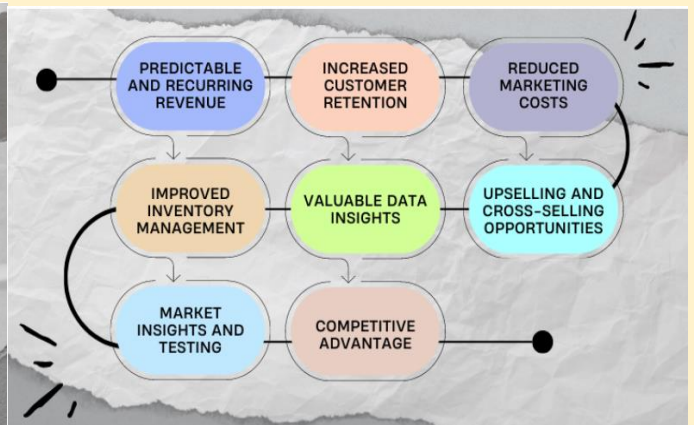 PREDICTABLE
AND RECURRING
REVENUE
INCREASED
CUSTOMER
RETENTION
REDUCED
MARKETING
COSTS
IMPROVED
INVENTORY
MANAGEMENT
VALUABLE DATA
INSIGHTS
UPSELLING AND
CROSS-SELLING
OPPORTUNITIES
MARKET
INSIGHTS AND
TESTING
COMPETITIVE
ADVANTAGE